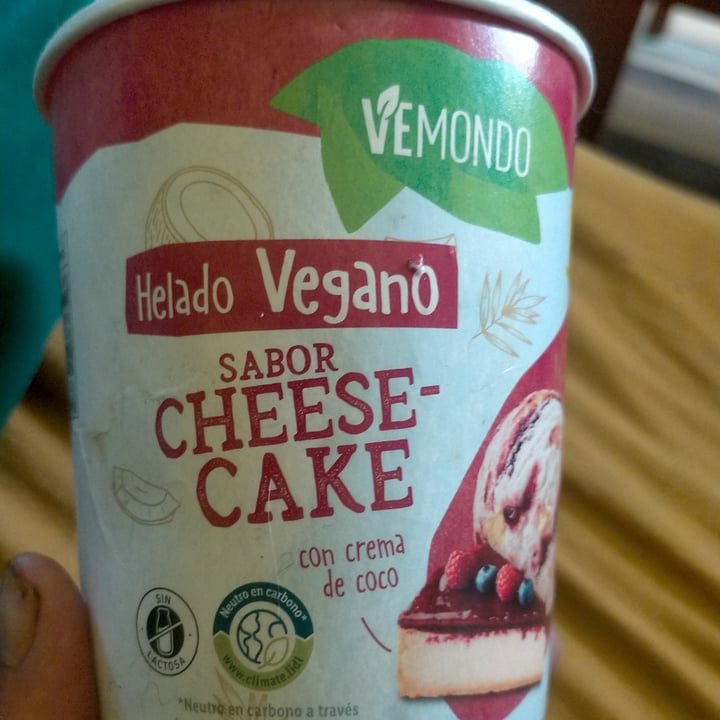 VEMONDO
Helado Vegano
SABOR
CHEESE-
CAKE
con crema
de coco
SIN
LACTOSA
Neutro en carbono*
www.climate.lidl
*Neutro en carbono a través